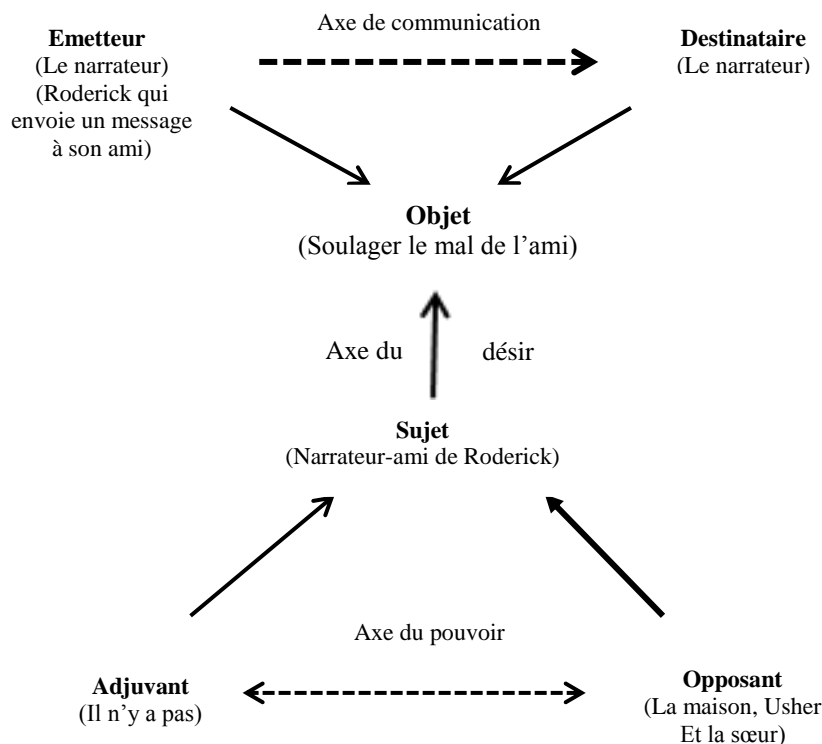 Axe de communication
Emetteur
(Le narrateur)
(Roderick qui
envoie un message
à son ami)
Destinataire
(Le narrateur)
Objet
(Soulager le mal de l’ami)
Axe du désir
Sujet
(Narrateur-ami de Roderick)
Axe du pouvoir
Adjuvant
(Il n’y a pas)
Opposant
(La maison, Usher
Et la sœur)